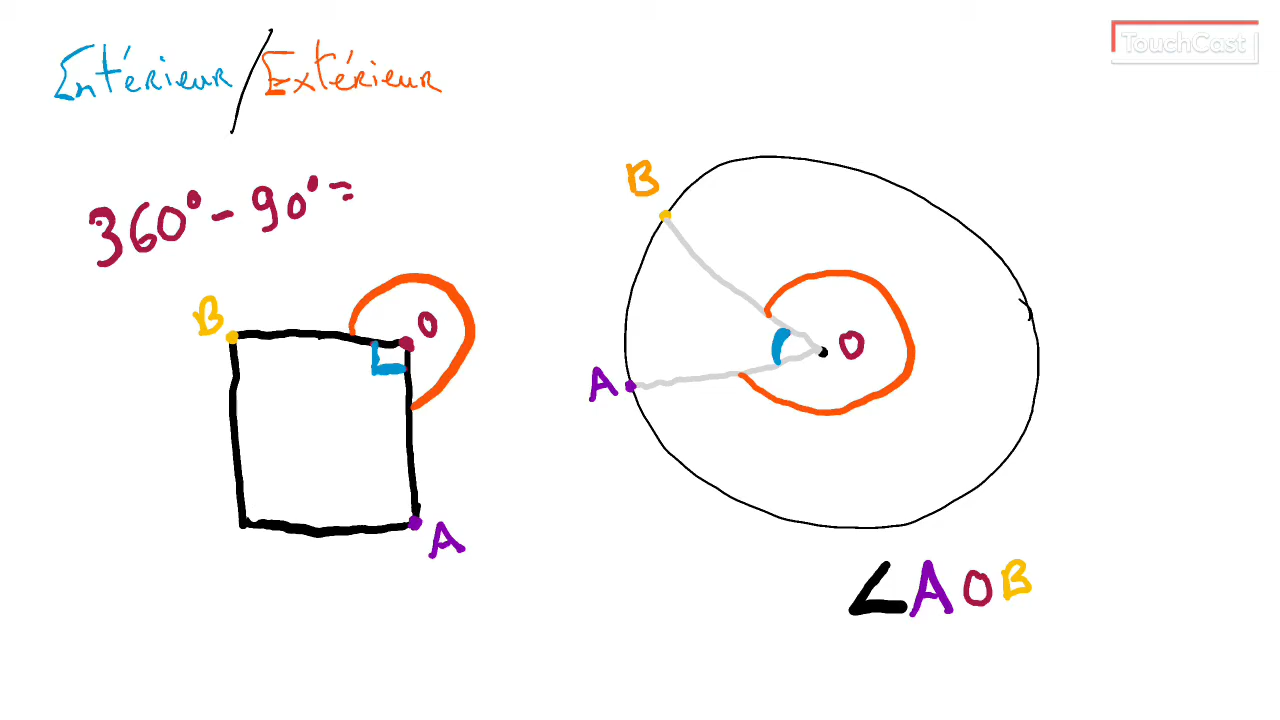 Intérieur/Extérieur
TouchCast
360° - 90° =
B
O
A
B
O
A
∠AOB